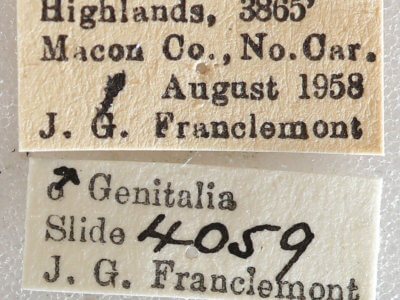 Highlands, 3865'
Macon Co., No. Car.
August 1958
J. G. Franclemont
♂ Genitalia
Slide 4059
J. G. Franclemont